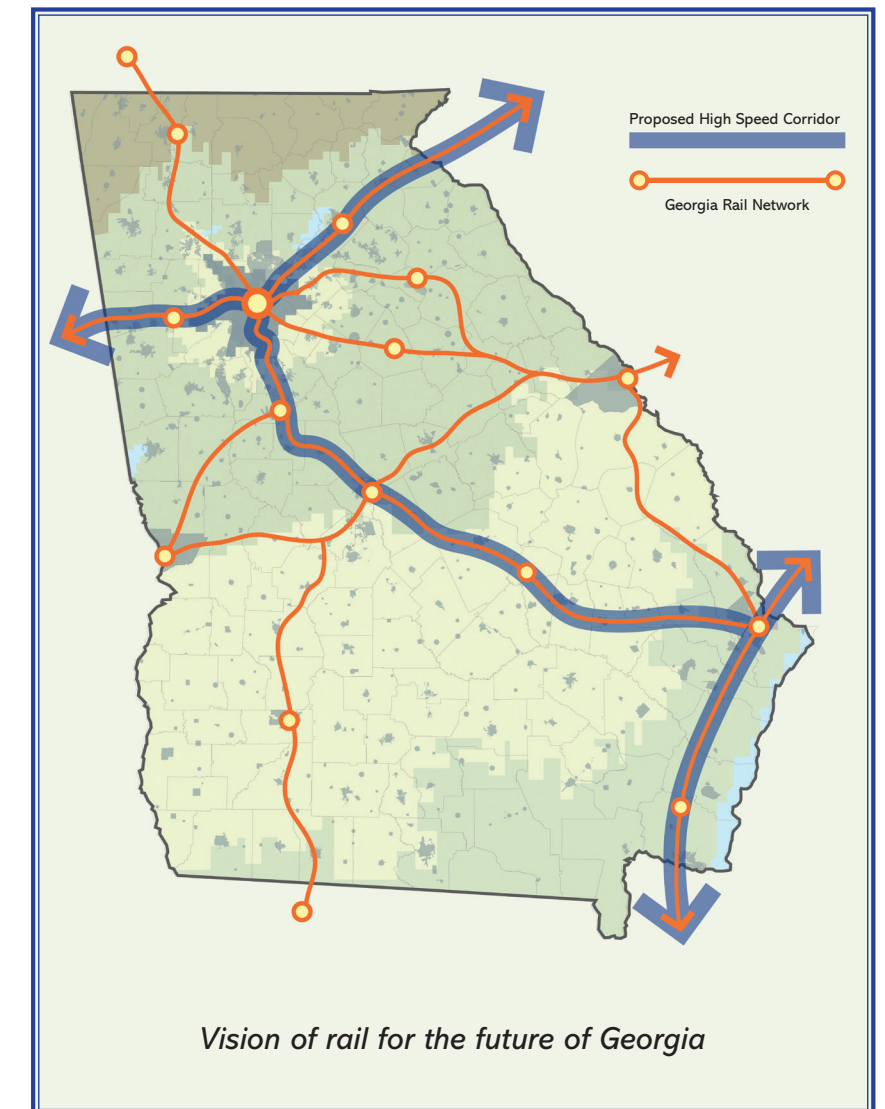 Proposed High Speed Corridor
Georgia Rail Network
Vision of rail for the future of Georgia